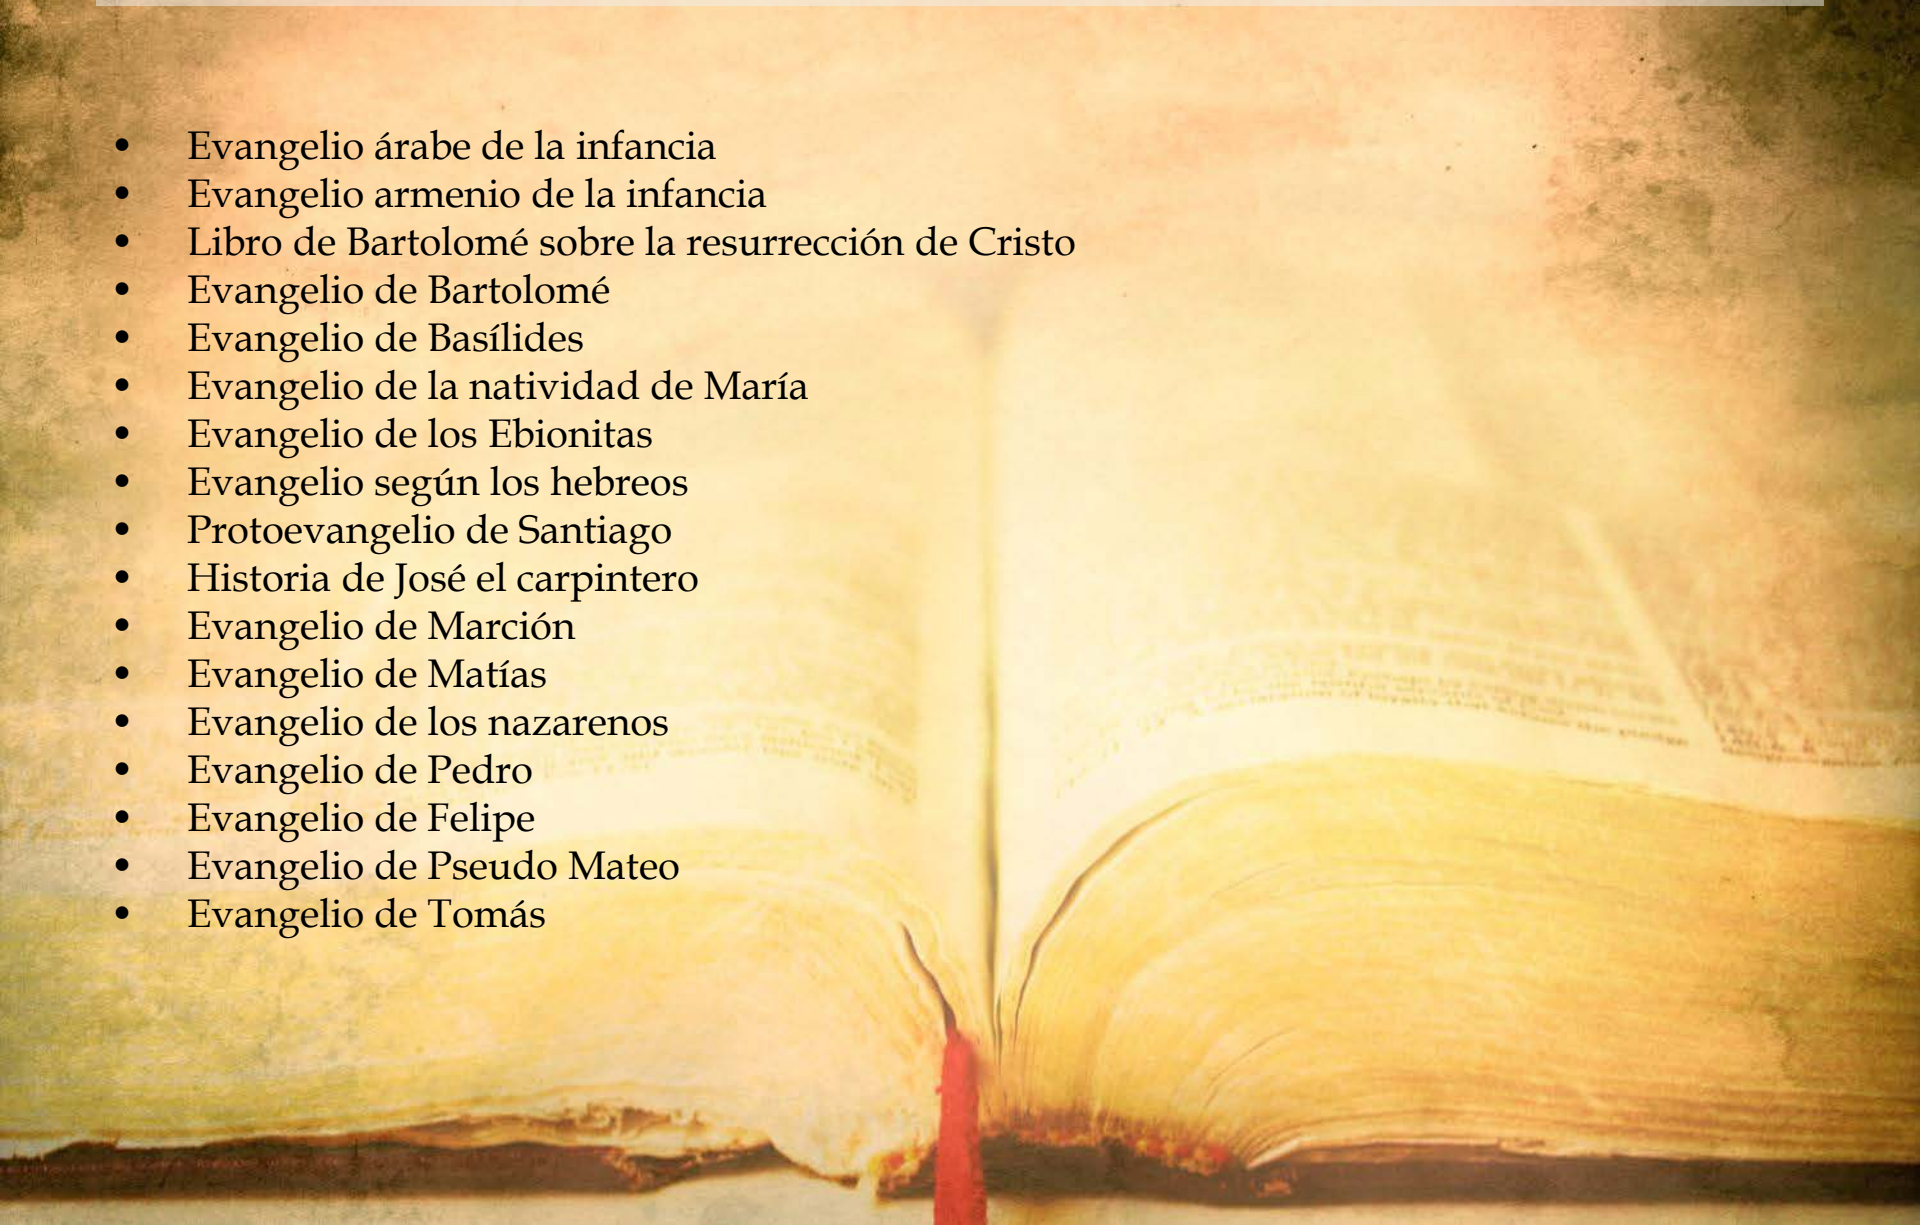 • Evangelio árabe de la infancia
• Evangelio armenio de la infancia
• Libro de Bartolomé sobre la resurrección de Cristo
• Evangelio de Bartolomé
• Evangelio de Basílides
• Evangelio de la natividad de María
• Evangelio de los Ebionitas
• Evangelio según los hebreos
• Protoevangelio de Santiago
• Historia de José el carpintero
• Evangelio de Marción
• Evangelio de Matías
• Evangelio de los nazarenos
• Evangelio de Pedro
• Evangelio de Felipe
• Evangelio de Pseudo Mateo
• Evangelio de Tomás